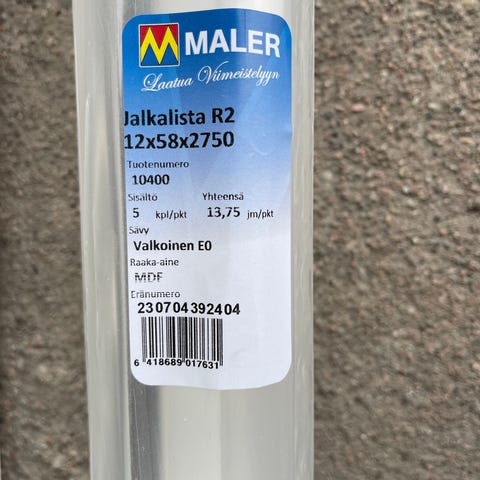 MALER
Laatua Viimeistelyyn
Jalkalista R2
12x58x2750
Tuotenumero
10400
Sisältö Yhteensä
5 kpl/pkt 13,75 jm/pkt
Sävy
Valkoinen E0
Raaka-aine
MDF
Eränumero
230704392404
6 418689 017631